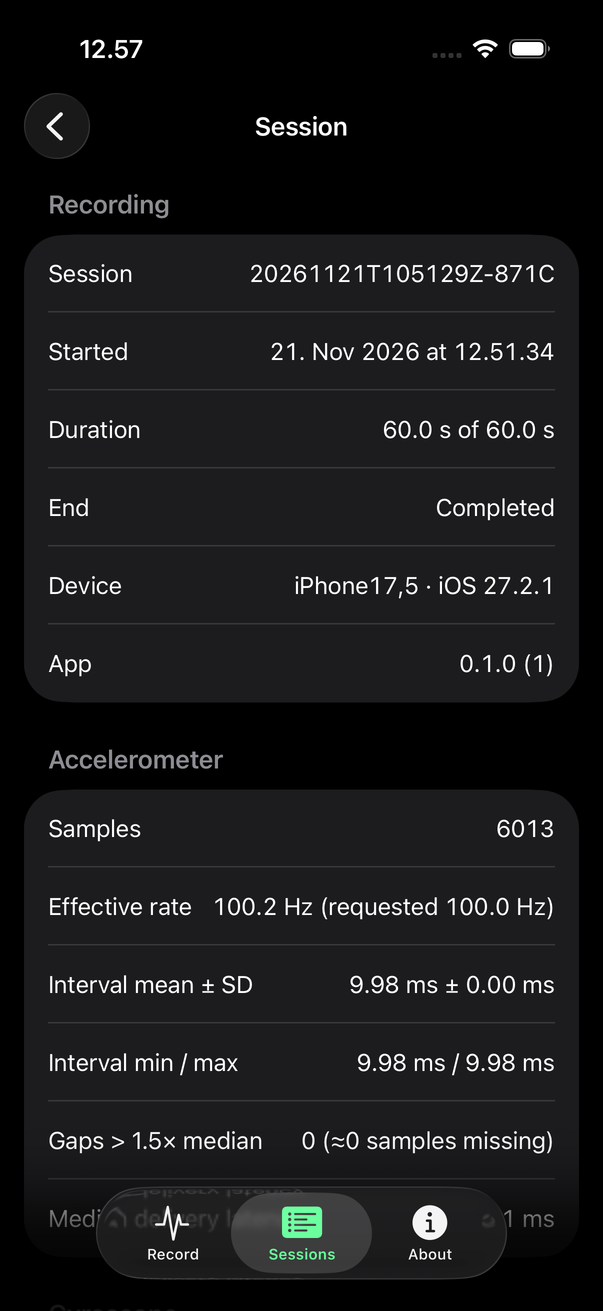 12.57
Session
Recording
Session 20261121T105129Z-871C
Started 21. Nov 2026 at 12.51.34
Duration 60.0 s of 60.0 s
End Completed
Device iPhone17,5 · iOS 27.2.1
App 0.1.0 (1)
Accelerometer
Samples 6013
Effective rate 100.2 Hz (requested 100.0 Hz)
Interval mean ± SD 9.98 ms ± 0.00 ms
Interval min / max 9.98 ms / 9.98 ms
Gaps > 1.5× median 0 (≈0 samples missing)
delivery 1 ms
Record Sessions About